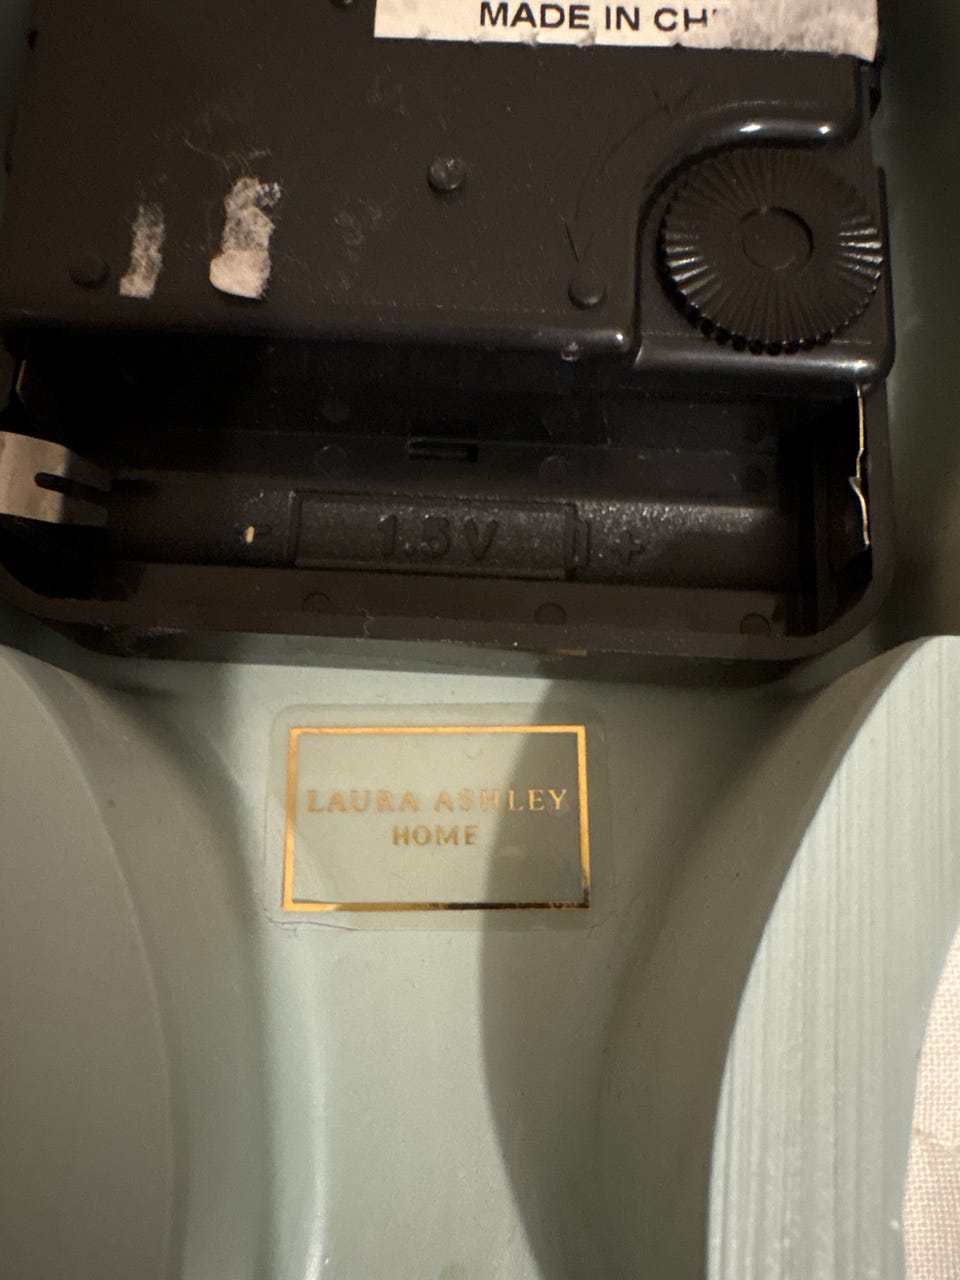 MADE IN CH
- 1.5V +
LAURA ASHLEY
HOME